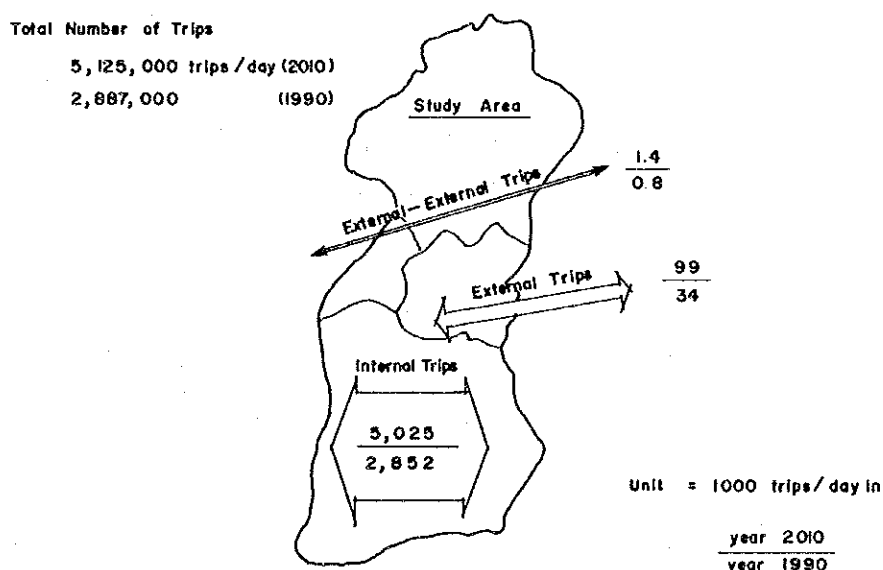 Total Number of Trips
5,125,000 trips/day (2010)
2,887,000 (1990)
Study Area
External-External Trips
1.4
0.8
External Trips
99
34
Internal Trips
5,025
2,852
Unit = 1000 trips/day in
year 2010
year 1990